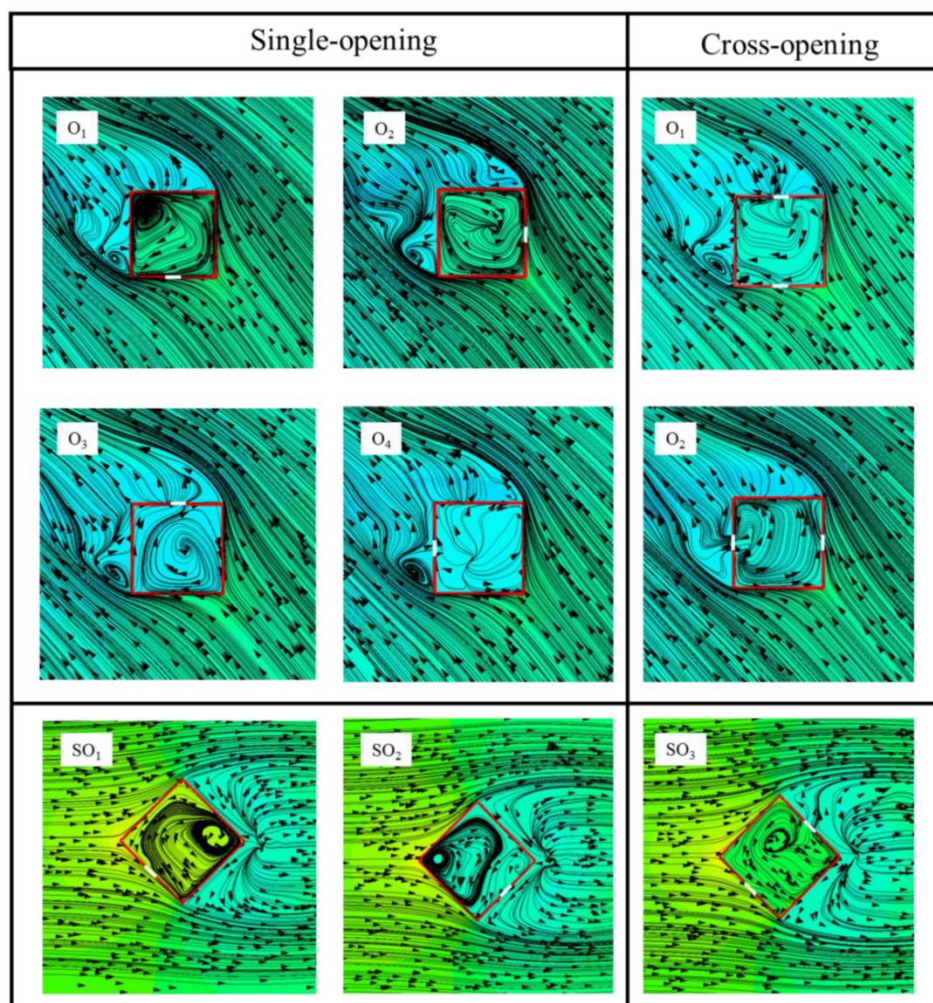 Single-opening Cross-opening
O₁ O₂ O₁
O₃ O₄ O₂
SO₁ SO₂ SO₃